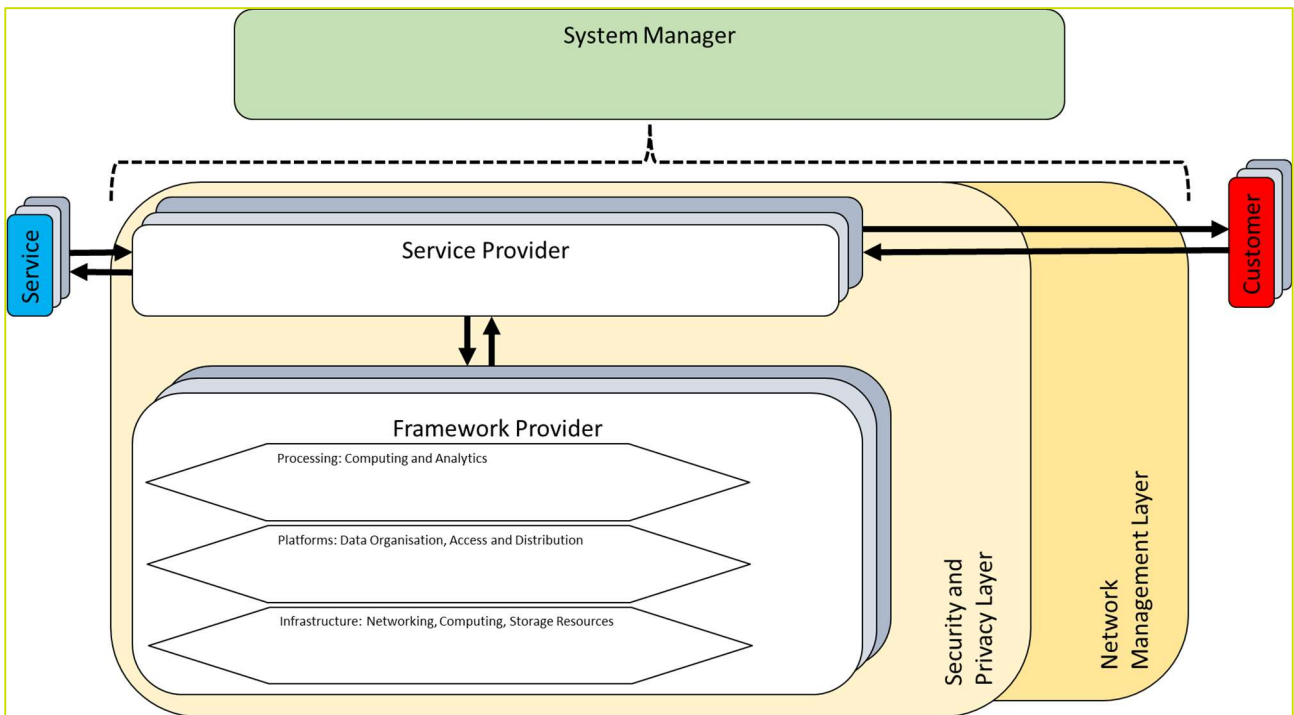 System Manager
Service
Service Provider
Customer
Framework Provider
Processing: Computing and Analytics
Platforms: Data Organisation, Access and Distribution
Infrastructure: Networking, Computing, Storage Resources
Security and
Privacy Layer
Network
Management Layer